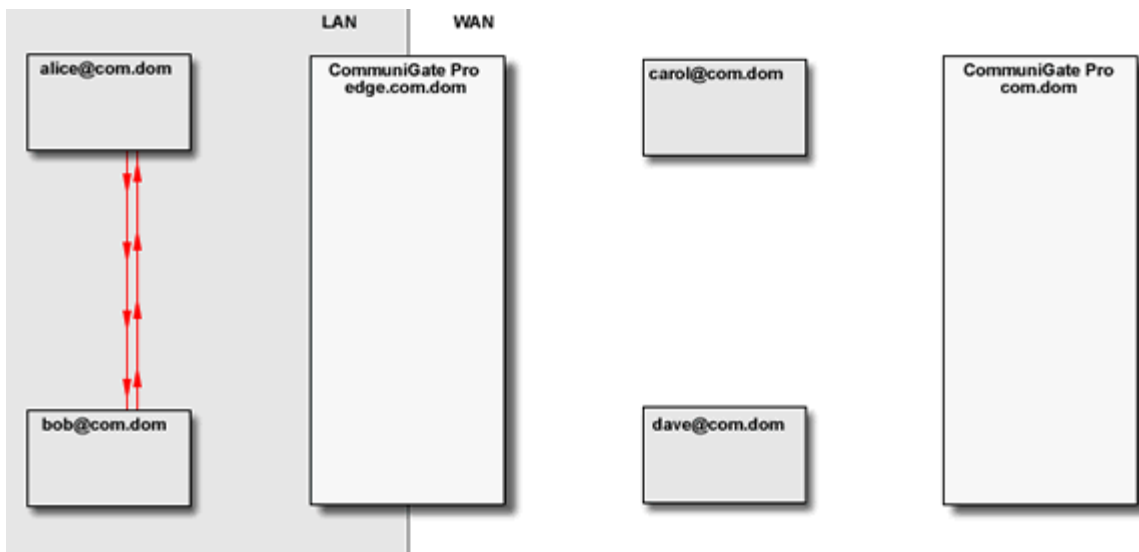 LAN WAN
alice@com.dom
CommuniGate Pro
edge.com.dom
carol@com.dom
CommuniGate Pro
com.dom
bob@com.dom
dave@com.dom